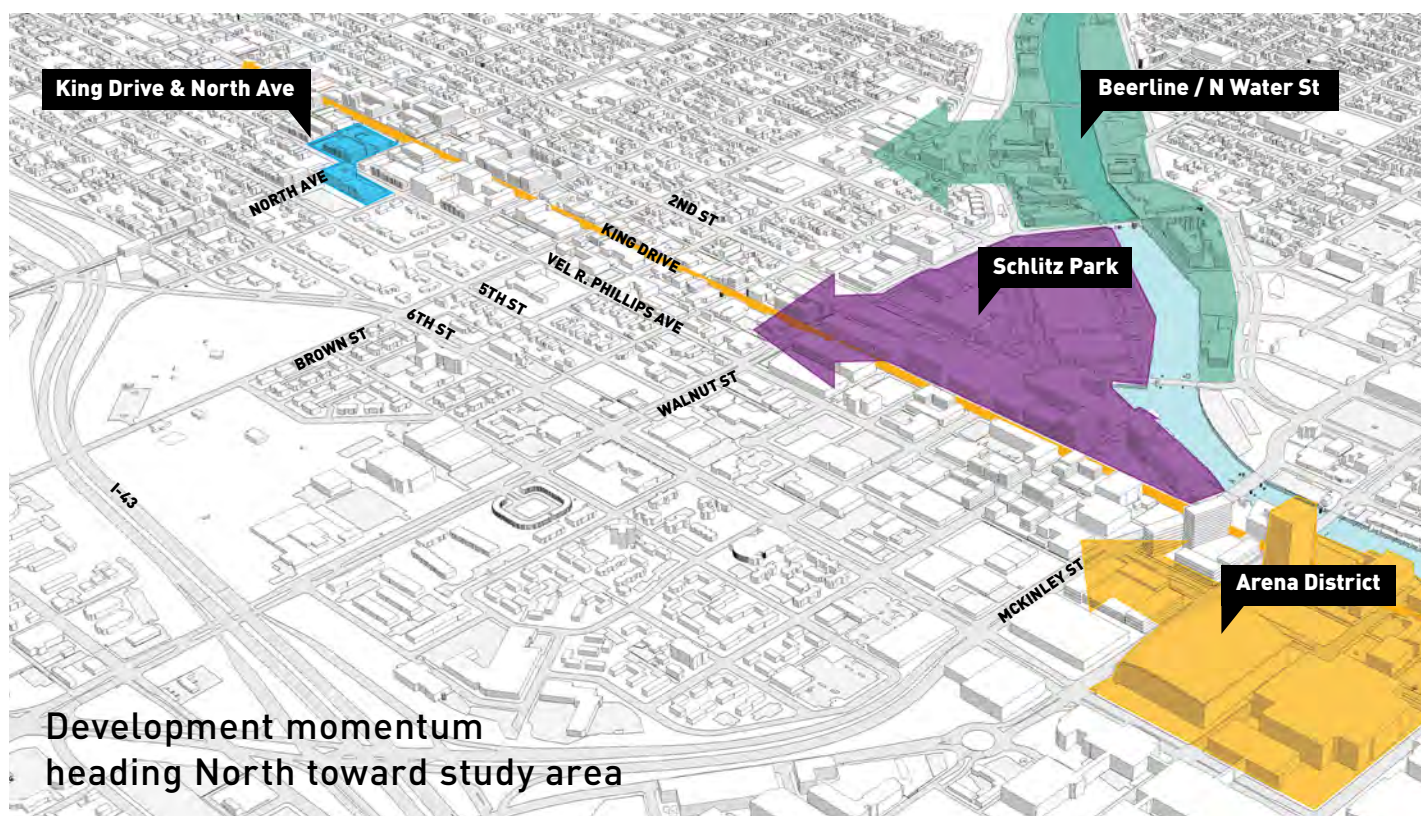 King Drive & North Ave
Beerline / N Water St
NORTH AVE
2ND ST
KING DRIVE
Schlitz Park
VEL R. PHILLIPS AVE
5TH ST
6TH ST
BROWN ST
WALNUT ST
I-43
MCKINLEY ST
Arena District
Development momentum
heading North toward study area